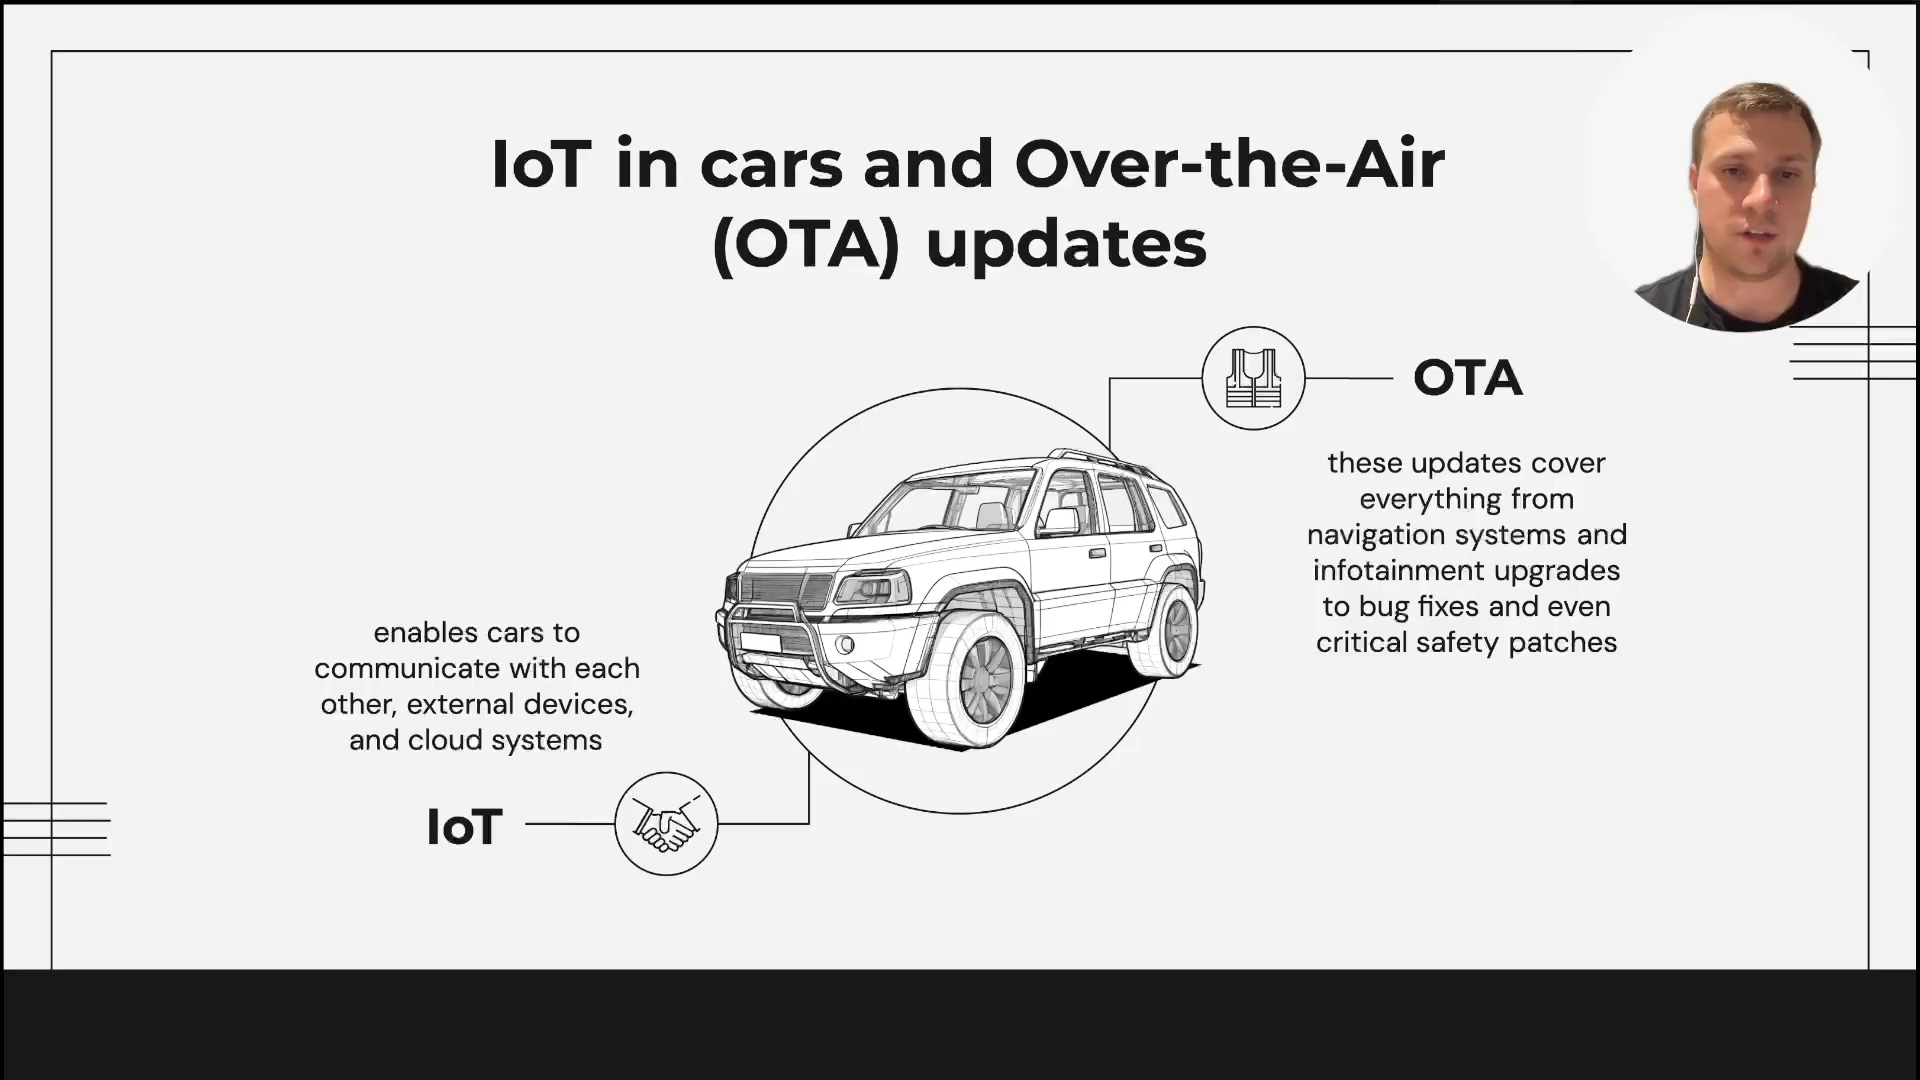 IoT in cars and Over-the-Air
(OTA) updates
OTA
these updates cover
everything from
navigation systems and
infotainment upgrades
to bug fixes and even
critical safety patches
enables cars to
communicate with each
other, external devices,
and cloud systems
IoT